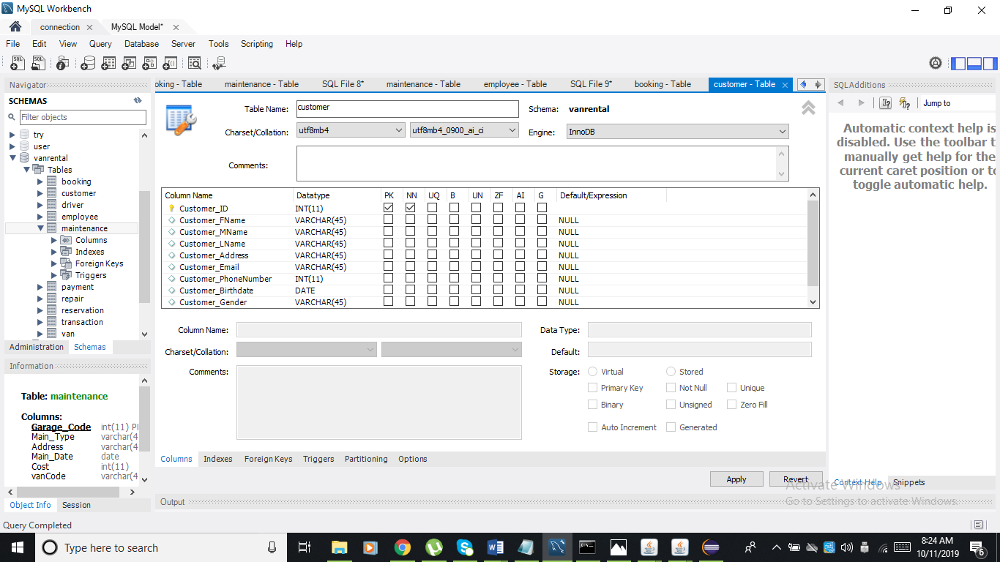 MySQL Workbench
connection
MySQL Model*
File Edit View Query Database Server Tools Scripting Help
Navigator
SCHEMAS
Filter objects
try
user
vanrental
Tables
booking
customer
driver
employee
maintenance
Columns
Indexes
Foreign Keys
Triggers
payment
repair
reservation
transaction
van
Administration Schemas
Information
Table: maintenance
Columns:
Garage_Code int(11) P
Main_Type varchar(4
Address varchar(4
Main_Date date
Cost int(11)
vanCode varchar(4
Object Info Session
Query Completed
oking - Table maintenance - Table SQL File 8* maintenance - Table employee - Table SQL File 9* booking - Table customer - Table
Table Name: customer Schema: vanrental
Charset/Collation: utf8mb4 utf8mb4_0900_ai_ci Engine: InnoDB
Comments:
Column Name Datatype PK NN UQ B UN ZF AI G Default/Expression
Customer_ID INT(11)
Customer_FName VARCHAR(45) NULL
Customer_MName VARCHAR(45) NULL
Customer_LName VARCHAR(45) NULL
Customer_Address VARCHAR(45) NULL
Customer_Email VARCHAR(45) NULL
Customer_PhoneNumber INT(11) NULL
Customer_Birthdate DATE NULL
Customer_Gender VARCHAR(45) NULL
Column Name: Data Type:
Charset/Collation: Default:
Comments: Storage: Virtual Stored
Primary Key Not Null Unique
Binary Unsigned Zero Fill
Auto Increment Generated
Columns Indexes Foreign Keys Triggers Partitioning Options
Apply Revert
Output
SQLAdditions
Jump to
Automatic context help is
disabled. Use the toolbar t
manually get help for the
current caret position or to
toggle automatic help.
Context Help Snippets
Activate Windows
Go to Settings to activate Windows.
Type here to search
8:24 AM
10/11/2019
6